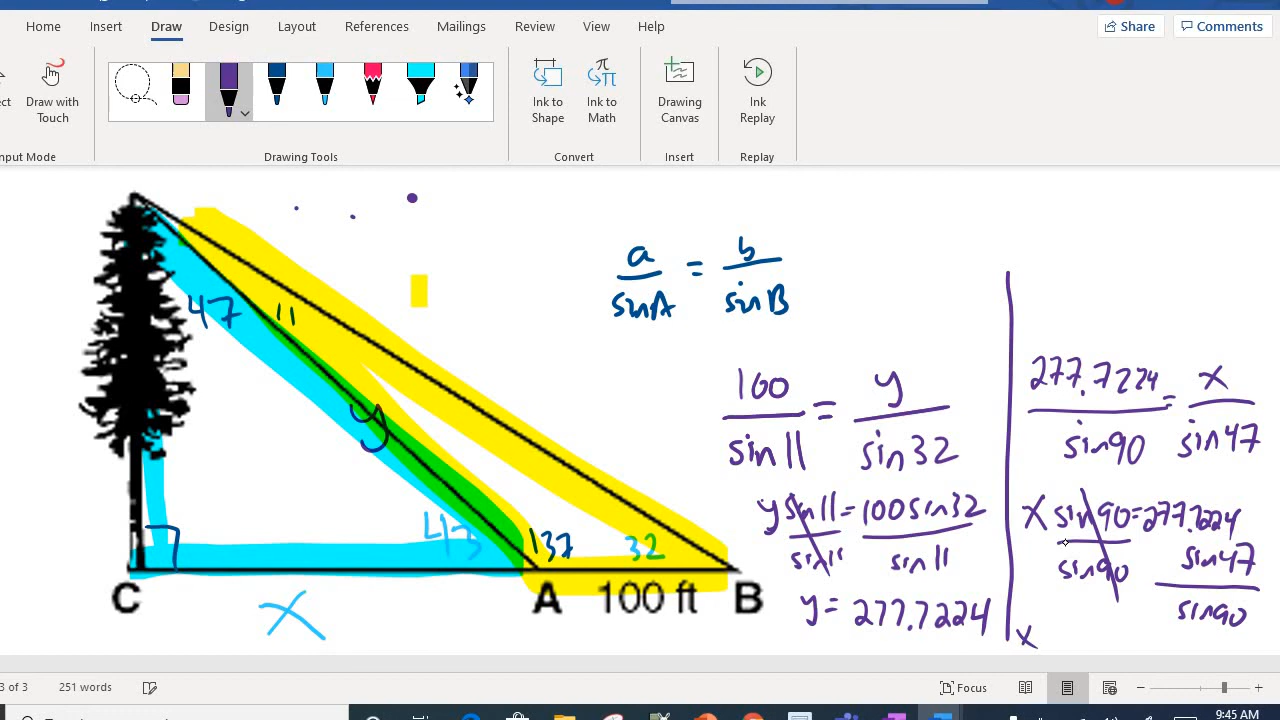 Home Insert Draw Design Layout References Mailings View Help Share Comments
Draw with Touch
Ink to Shape
Ink to Math
Drawing Canvas
Ink Replay
Drawing Tools Convert Insert Replay
a/sinA = b/sinB
47 11
y
43 137 32
C A 100 ft B
x
100/sin11 = y/sin32
y sin11 = 100sin32
sin11 sin11
y = 277.7224
277.7224/sin90 = x/sin47
x sin90 = 277.7224 sin47
sin90 sin90
x
3 of 3 251 words Focus
9:45 AM